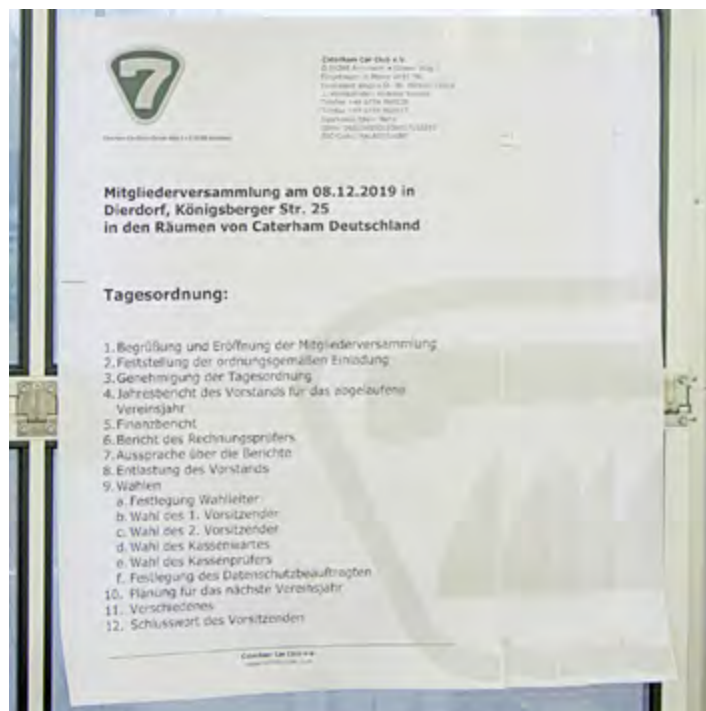 7
Caterham Car Club e.V.
Mitgliederversammlung am 08.12.2019 in
Dierdorf, Königsberger Str. 25
in den Räumen von Caterham Deutschland
Tagesordnung:
1. Begrüßung und Eröffnung der Mitgliederversammlung
2. Feststellung der ordnungsgemäßen Einladung
3. Genehmigung der Tagesordnung
4. Jahresbericht des Vorstands für das abgelaufene
Vereinsjahr
5. Finanzbericht
6. Bericht des Rechnungsprüfers
7. Aussprache über die Berichte
8. Entlastung des Vorstands
9. Wahlen
a. Festlegung Wahlleiter
b. Wahl des 1. Vorsitzender
c. Wahl des 2. Vorsitzender
d. Wahl des Kassenwartes
e. Wahl des Kassenprüfers
f. Festlegung des Datenschutzbeauftragten
10. Planung für das nächste Vereinsjahr
11. Verschiedenes
12. Schlusswort des Vorsitzenden
Caterham Car Club e.V.